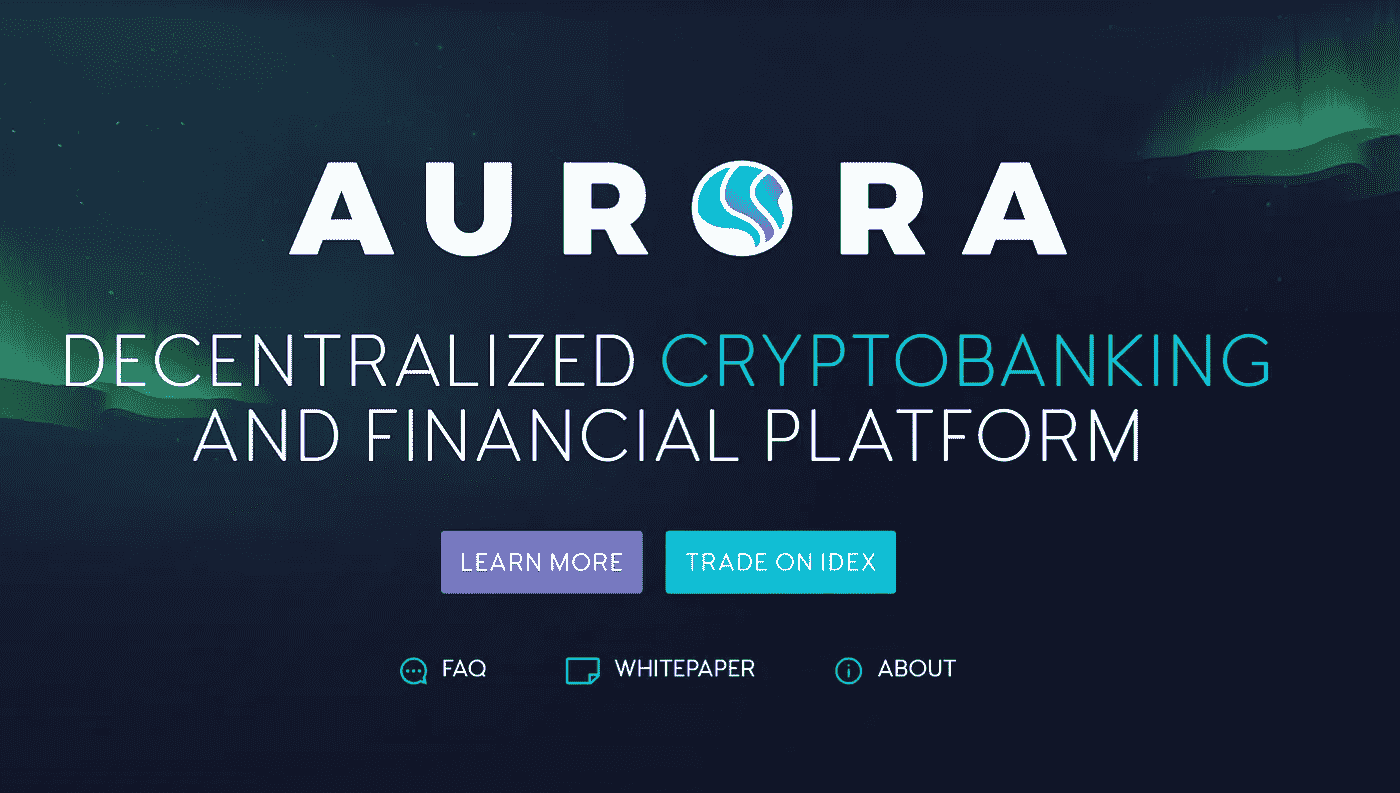 AURORA
DECENTRALIZED CRYPTOBANKING
AND FINANCIAL PLATFORM
LEARN MORE TRADE ON IDEX
FAQ WHITEPAPER ABOUT